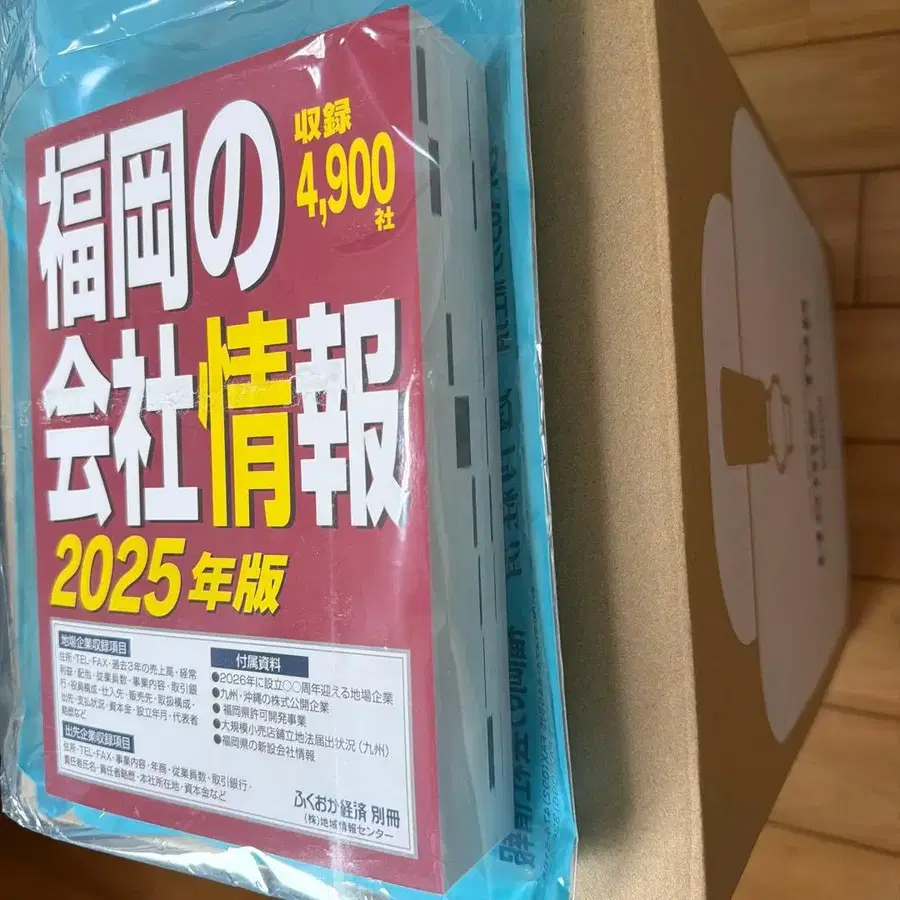 福岡の
収録
4,900
社
会社情報
2025年版
地場企業収録項目
住所・TEL・FAX・過去3年の売上高・経常
利益・配当・従業員数・事業内容・取引銀
行・役員構成・仕入先・販売先・取扱構成・
出先・支払状況・資本金・設立年月・代表者
略歴など
出先企業収録項目
住所・TEL・FAX・事業内容・年商・従業員数・取引銀行・
責任者氏名・責任者略歴・本社所在地・資本金など
付属資料
●2026年に設立○○周年迎える地場企業
●九州・沖縄の株式公開企業
●福岡県許可開発事業
●大規模小売店舗立地法届出状況（九州）
●福岡県の新設会社情報
ふくおか経済 別冊
(株)地域情報センター